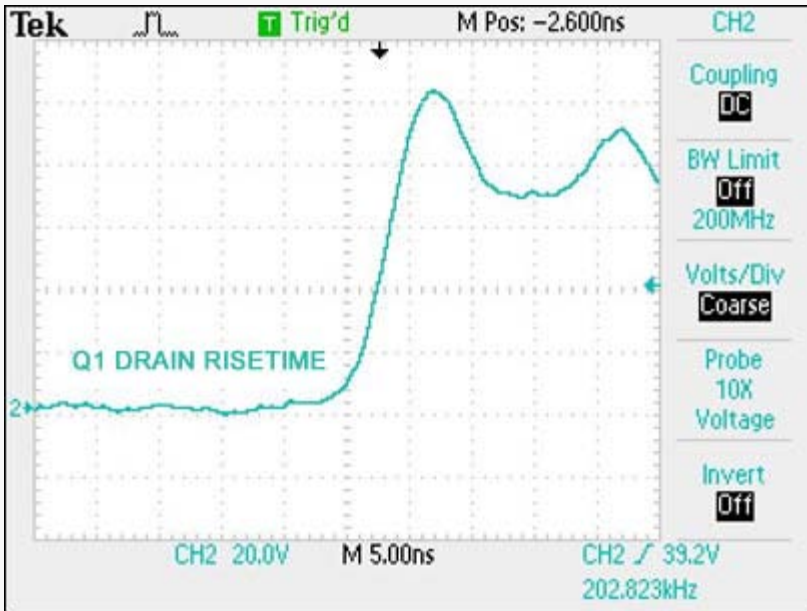 Tek T Trig'd M Pos: -2.600ns CH2
Coupling
DC
BW Limit
Off
200MHz
Volts/Div
Coarse
Probe
10X
Voltage
Invert
Off
Q1 DRAIN RISETIME
2
CH2 20.0V M 5.00ns CH2 39.2V
202.823kHz